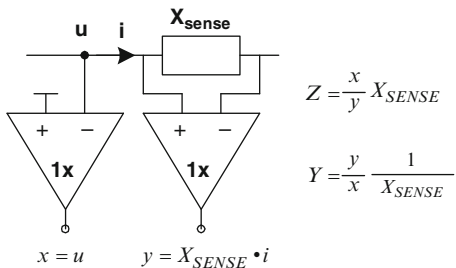 u i X_sense
+ − + −
1x 1x
x = u y = X_SENSE • i
Z = x/y X_SENSE
Y = y/x 1/X_SENSE